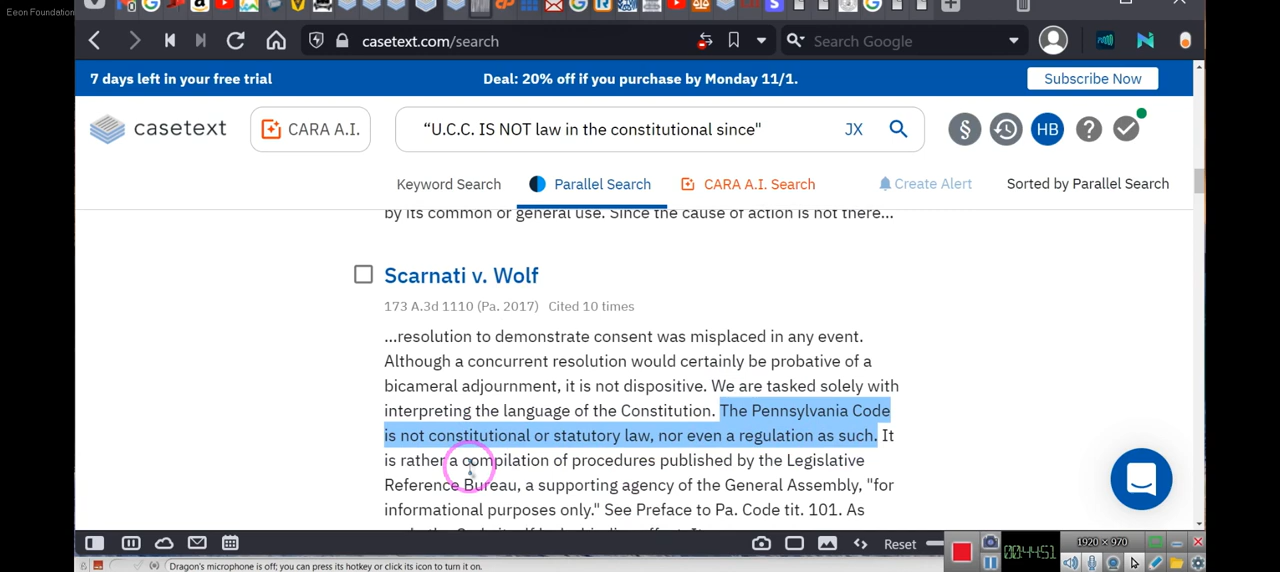 Eeon Foundation
casetext.com/search
Search Google
7 days left in your free trial
Deal: 20% off if you purchase by Monday 11/1.
Subscribe Now
casetext
CARA A.I.
“U.C.C. IS NOT law in the constitutional since"
JX
§
HB
?
Keyword Search
Parallel Search
CARA A.I. Search
Create Alert
Sorted by Parallel Search
by its common or general use. Since the cause of action is not there...
Scarnati v. Wolf
173 A.3d 1110 (Pa. 2017) Cited 10 times
...resolution to demonstrate consent was misplaced in any event.
Although a concurrent resolution would certainly be probative of a
bicameral adjournment, it is not dispositive. We are tasked solely with
interpreting the language of the Constitution. The Pennsylvania Code
is not constitutional or statutory law, nor even a regulation as such. It
is rather a compilation of procedures published by the Legislative
Reference Bureau, a supporting agency of the General Assembly, "for
informational purposes only." See Preface to Pa. Code tit. 101. As
Reset
1920 × 970
00:44:51
Dragon's microphone is off; you can press its hotkey or click its icon to turn it on.